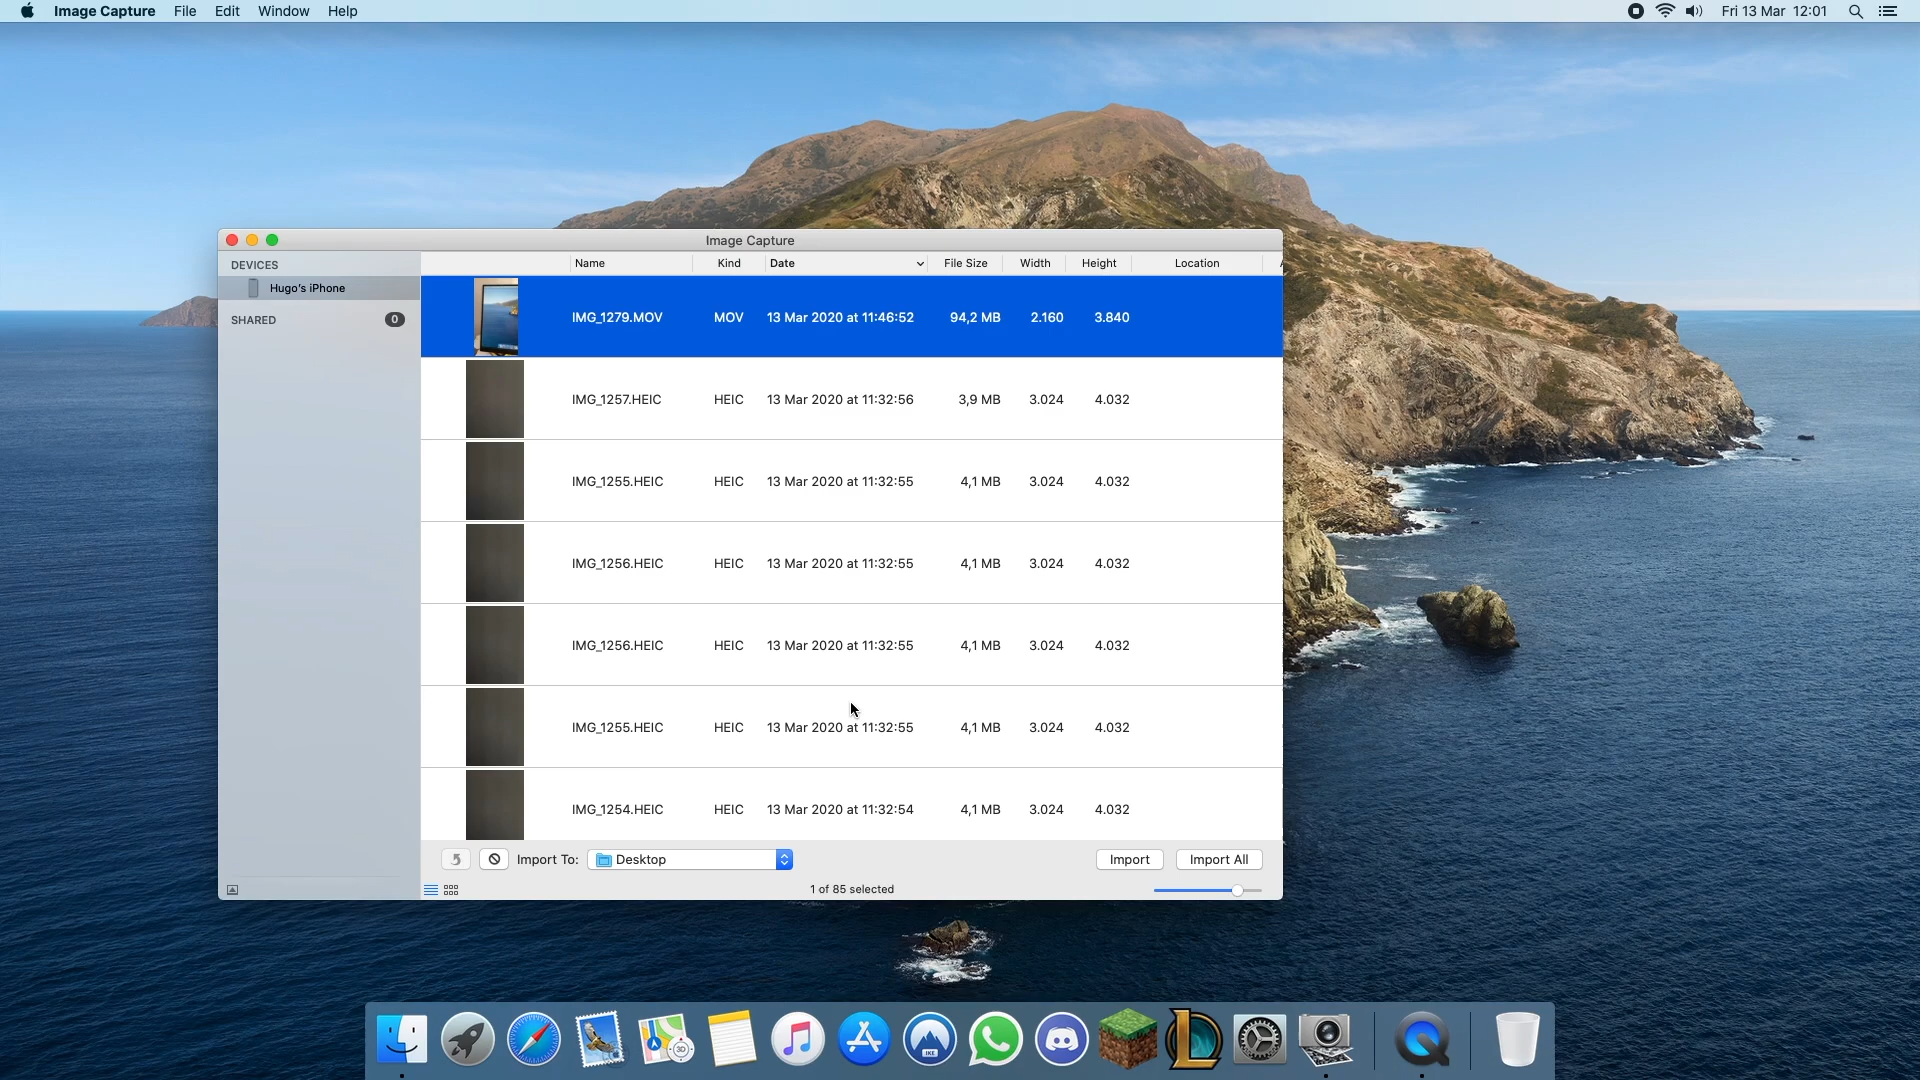 Image Capture File Edit Window Help Fri 13 Mar 12:01
Image Capture
DEVICES
Hugo's iPhone
SHARED 0
Name Kind Date File Size Width Height Location
IMG_1279.MOV MOV 13 Mar 2020 at 11:46:52 94,2 MB 2.160 3.840
IMG_1257.HEIC HEIC 13 Mar 2020 at 11:32:56 3,9 MB 3.024 4.032
IMG_1255.HEIC HEIC 13 Mar 2020 at 11:32:55 4,1 MB 3.024 4.032
IMG_1256.HEIC HEIC 13 Mar 2020 at 11:32:55 4,1 MB 3.024 4.032
IMG_1256.HEIC HEIC 13 Mar 2020 at 11:32:55 4,1 MB 3.024 4.032
IMG_1255.HEIC HEIC 13 Mar 2020 at 11:32:55 4,1 MB 3.024 4.032
IMG_1254.HEIC HEIC 13 Mar 2020 at 11:32:54 4,1 MB 3.024 4.032
Import To: Desktop Import Import All
1 of 85 selected
3D
IKE